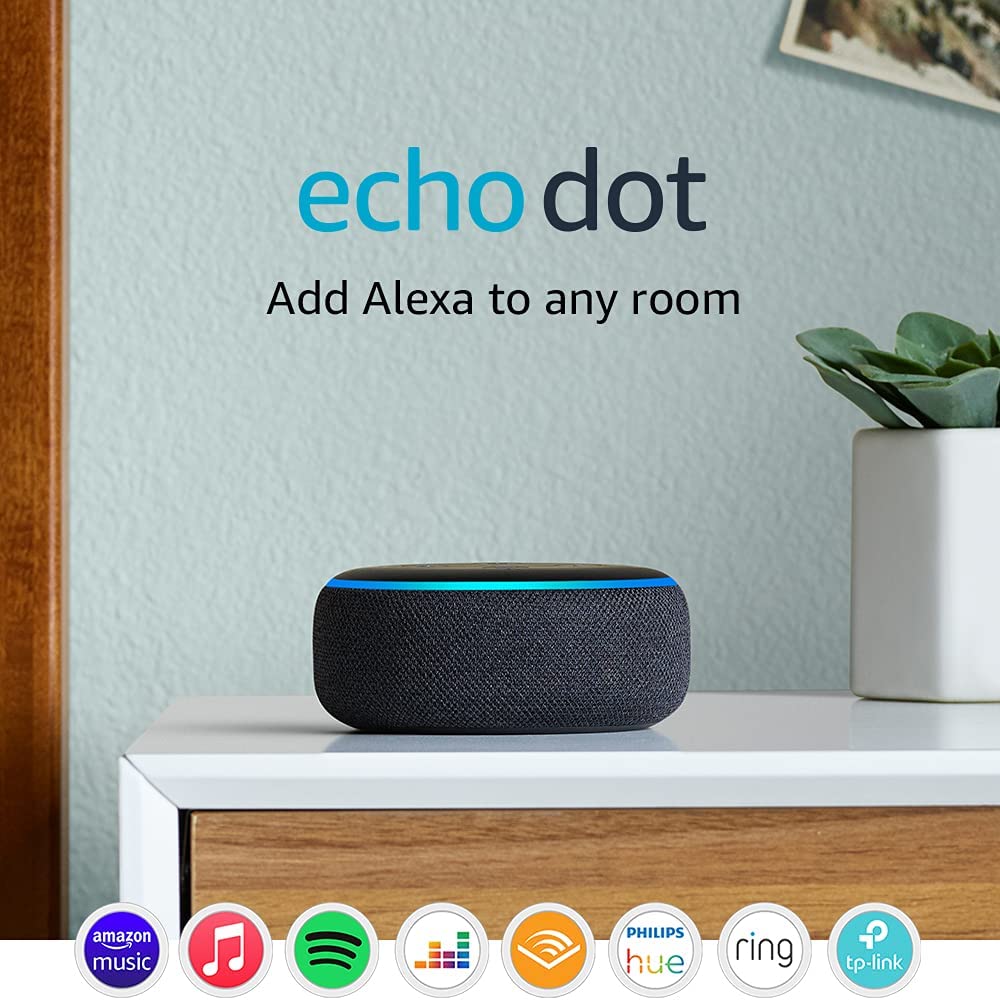 echo dot
Add Alexa to any room
amazon
music
PHILIPS
hue
ring
tp-link